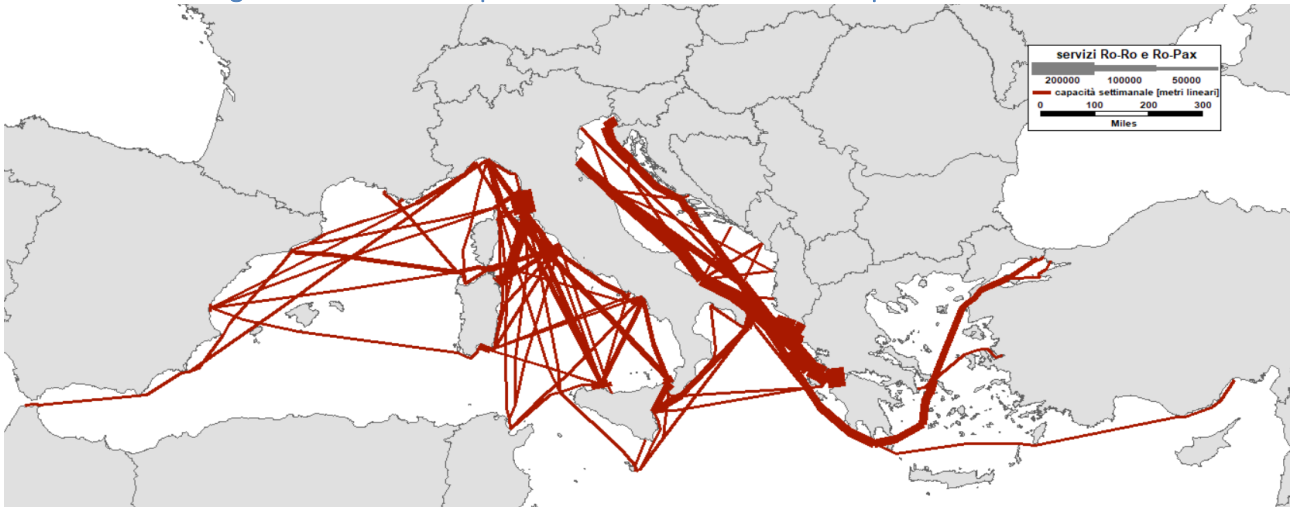 servizi Ro-Ro e Ro-Pax
200000 100000 50000
capacità settimanale [metri lineari]
0 100 200 300
Miles